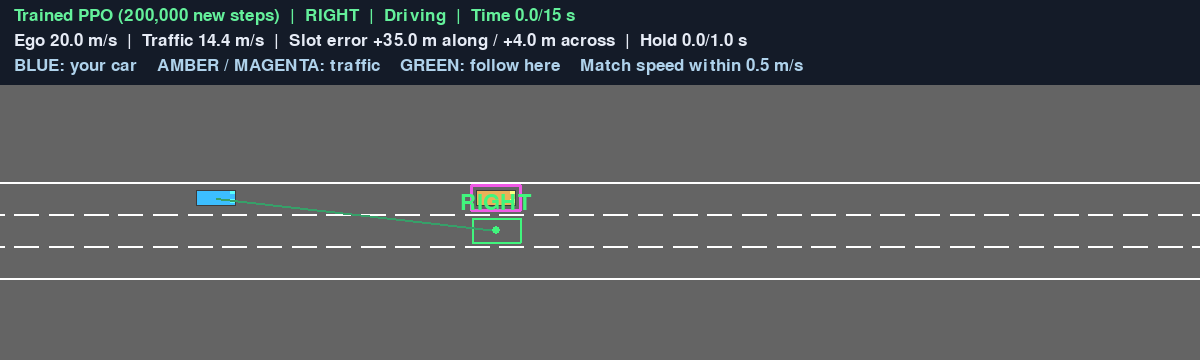 Trained PPO (200,000 new steps) | RIGHT | Driving | Time 0.0/15 s
Ego 20.0 m/s | Traffic 14.4 m/s | Slot error +35.0 m along / +4.0 m across | Hold 0.0/1.0 s
BLUE: your car AMBER / MAGENTA: traffic GREEN: follow here Match speed within 0.5 m/s
RIGHT